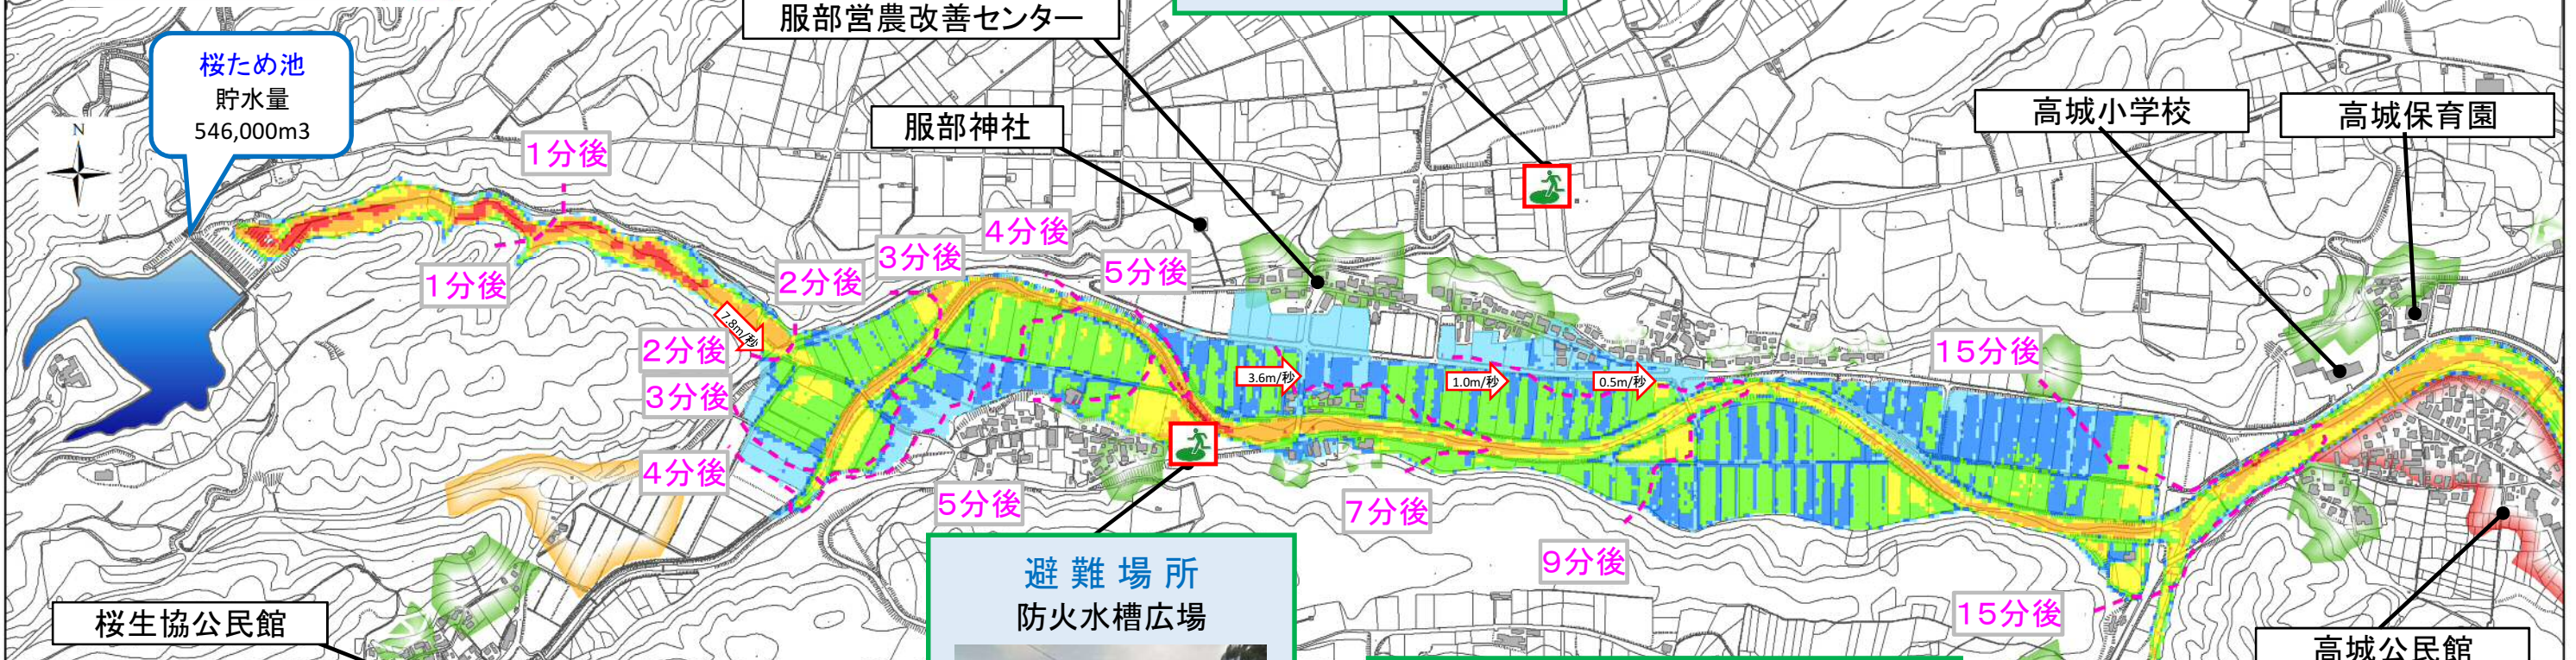 服部営農改善センター
桜ため池
貯水量
546,000m3
N
服部神社
高城小学校
高城保育園
1分後
1分後
2分後
3分後
4分後
5分後
7.8m/秒
2分後
3分後
4分後
5分後
3.6m/秒
1.0m/秒
0.5m/秒
15分後
7分後
9分後
15分後
避難場所
防火水槽広場
桜生協公民館
高城公民館